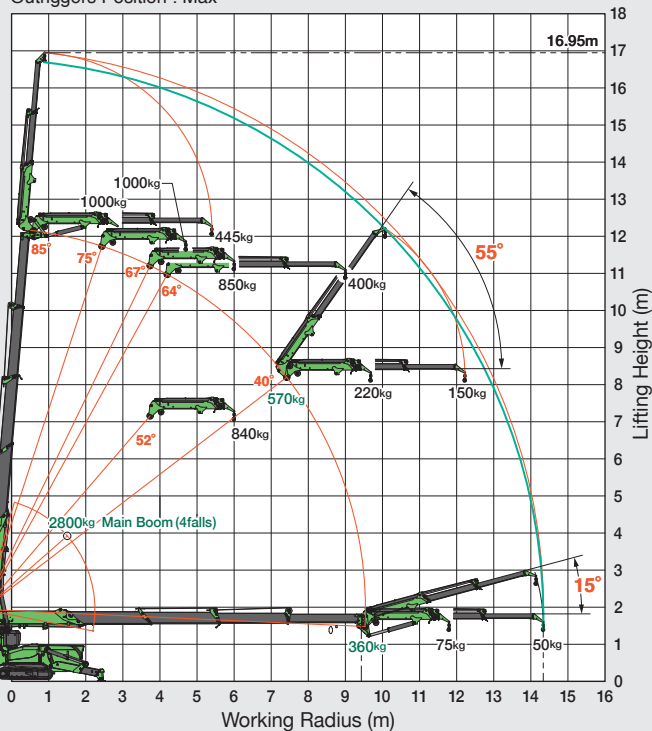 Outriggers Position : Max
18
16.95m
17
16
15
14
1000kg
13
1000kg
445kg
12
85°
75°
55°
67°
850kg
400kg
11
64°
10
9
Lifting Height (m)
40°
8
570kg
220kg
150kg
7
52°
840kg
6
5
2800kg Main Boom (4falls)
4
3
15°
2
0°
360kg
75kg
50kg
1
0
0 1 2 3 4 5 6 7 8 9 10 11 12 13 14 15 16
Working Radius (m)